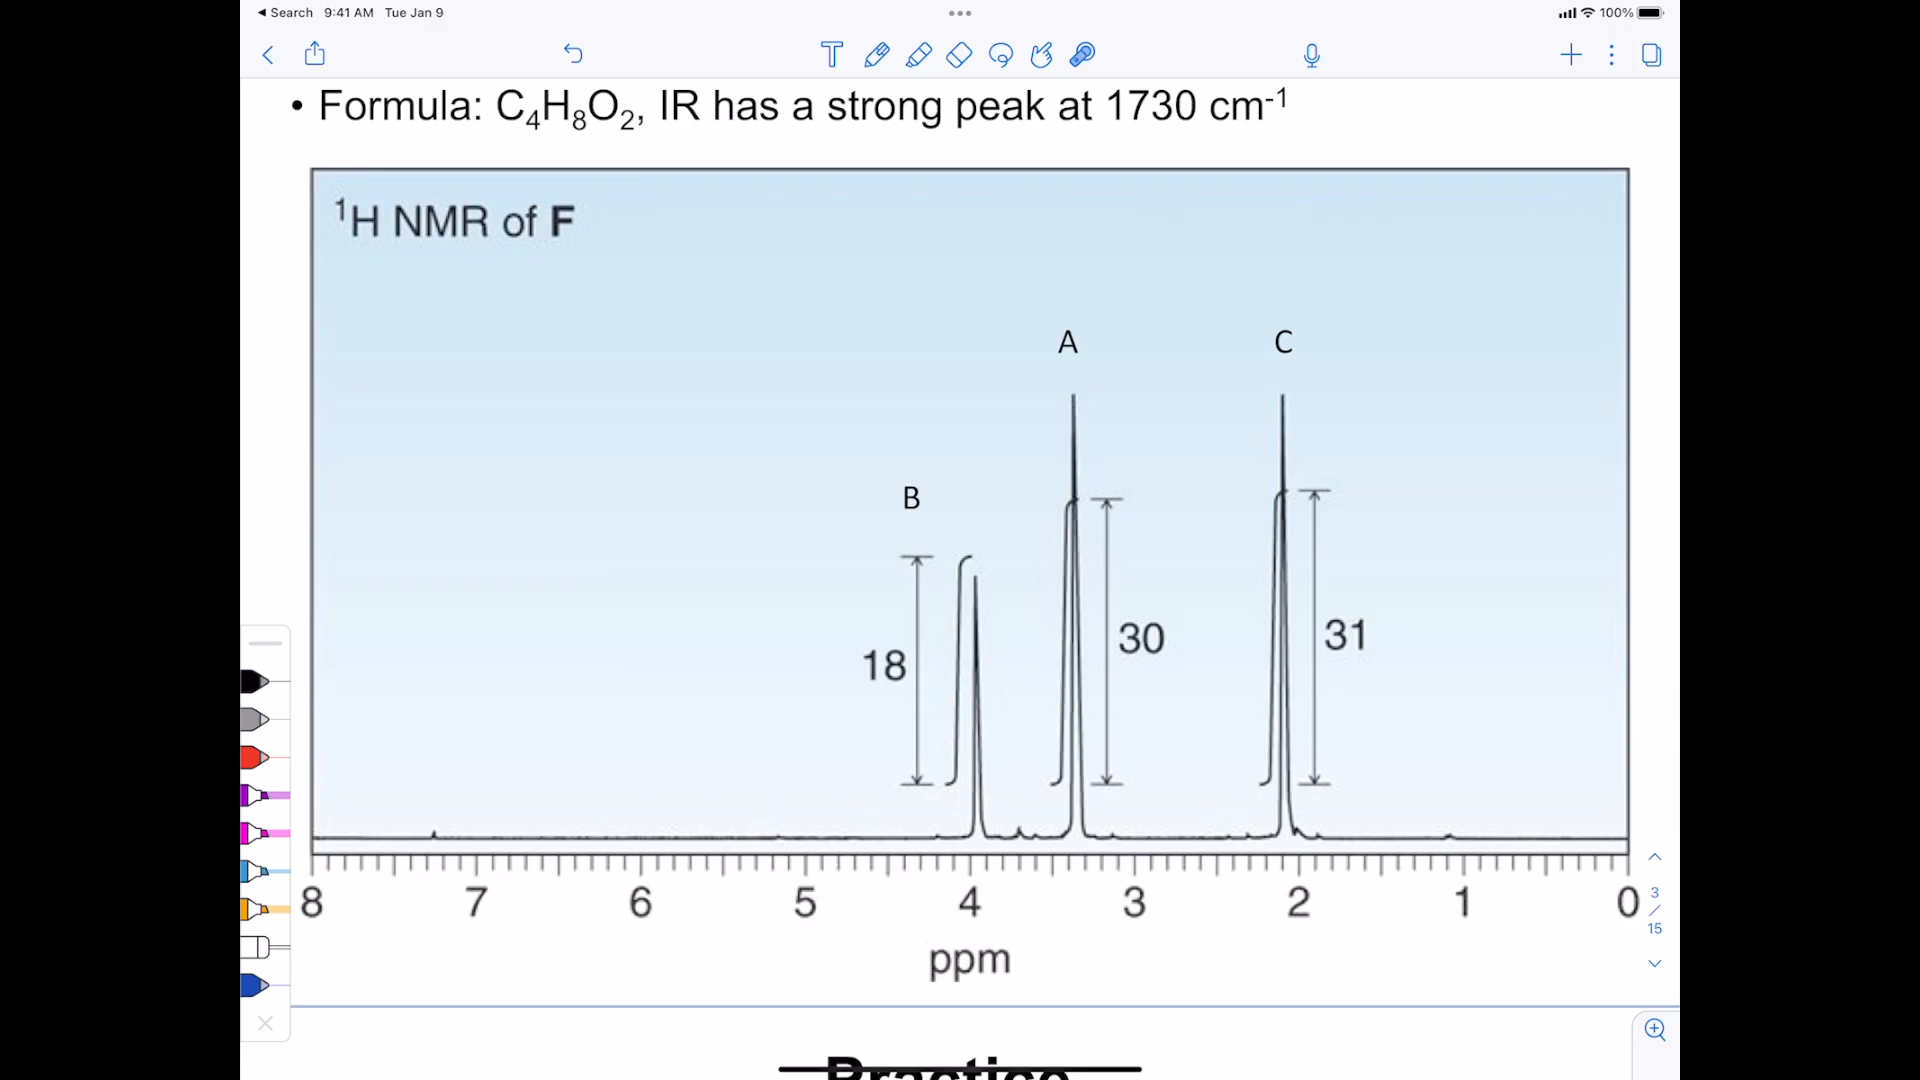 Search 9:41 AM Tue Jan 9
100%
• Formula: C₄H₈O₂, IR has a strong peak at 1730 cm⁻¹
¹H NMR of F
A
C
B
18
30
31
8 7 6 5 4 3 2 1 0
ppm
3
/
15
Practice